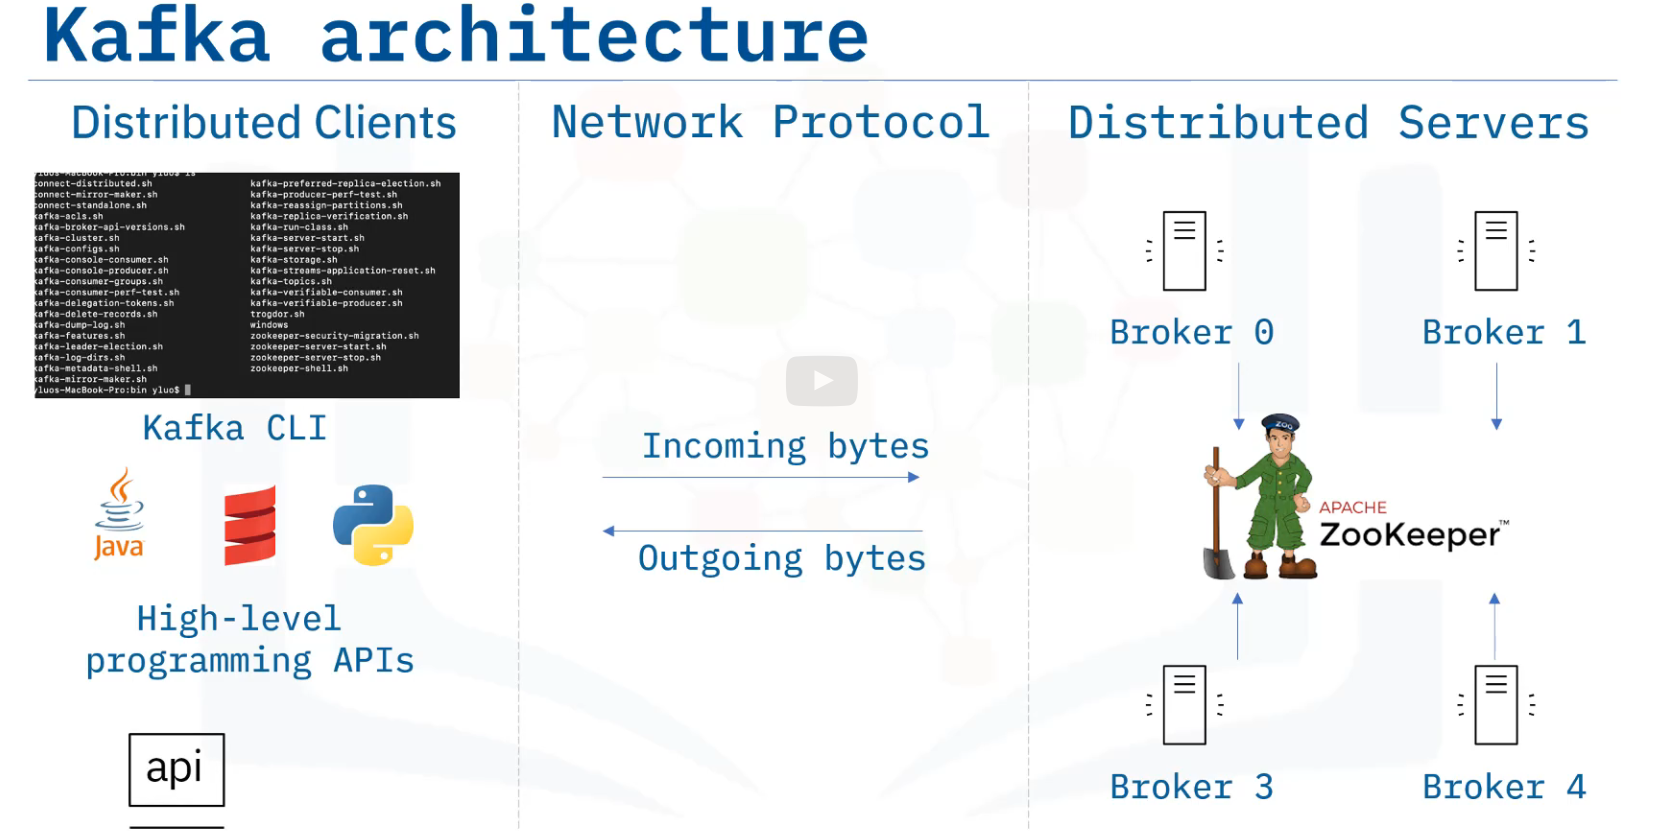 Kafka architecture
Distributed Clients
yluos-MacBook-Pro:bin yluo$ ls
connect-distributed.sh kafka-preferred-replica-election.sh
connect-mirror-maker.sh kafka-producer-perf-test.sh
connect-standalone.sh kafka-reassign-partitions.sh
kafka-acls.sh kafka-replica-verification.sh
kafka-broker-api-versions.sh kafka-run-class.sh
kafka-cluster.sh kafka-server-start.sh
kafka-configs.sh kafka-server-stop.sh
kafka-console-consumer.sh kafka-storage.sh
kafka-console-producer.sh kafka-streams-application-reset.sh
kafka-consumer-groups.sh kafka-topics.sh
kafka-consumer-perf-test.sh kafka-verifiable-consumer.sh
kafka-delegation-tokens.sh kafka-verifiable-producer.sh
kafka-delete-records.sh trogdor.sh
kafka-dump-log.sh windows
kafka-features.sh zookeeper-security-migration.sh
kafka-leader-election.sh zookeeper-server-start.sh
kafka-log-dirs.sh zookeeper-server-stop.sh
kafka-metadata-shell.sh zookeeper-shell.sh
kafka-mirror-maker.sh
yluos-MacBook-Pro:bin yluo$
Kafka CLI
Java
High-level
programming APIs
api
Network Protocol
Incoming bytes
Outgoing bytes
Distributed Servers
Broker 0
Broker 1
ZOO
APACHE
ZooKeeper™
Broker 3
Broker 4